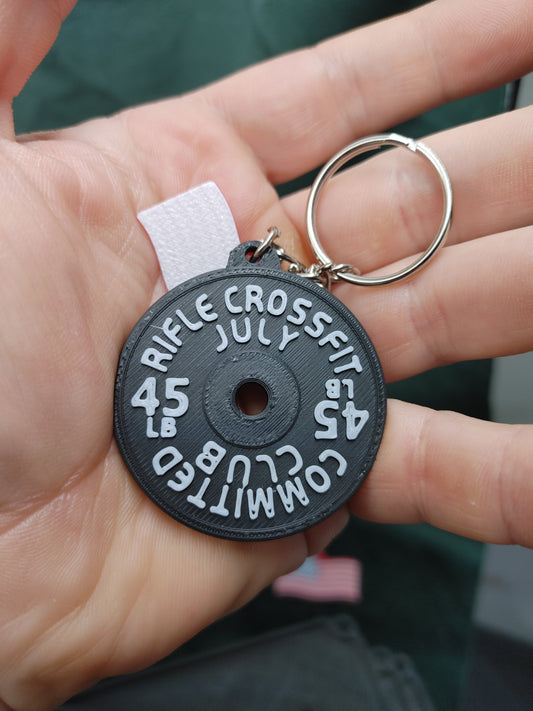 RIFLE CROSSFIT
JULY
45
LB
45
LB
COMMITTED
CLUB